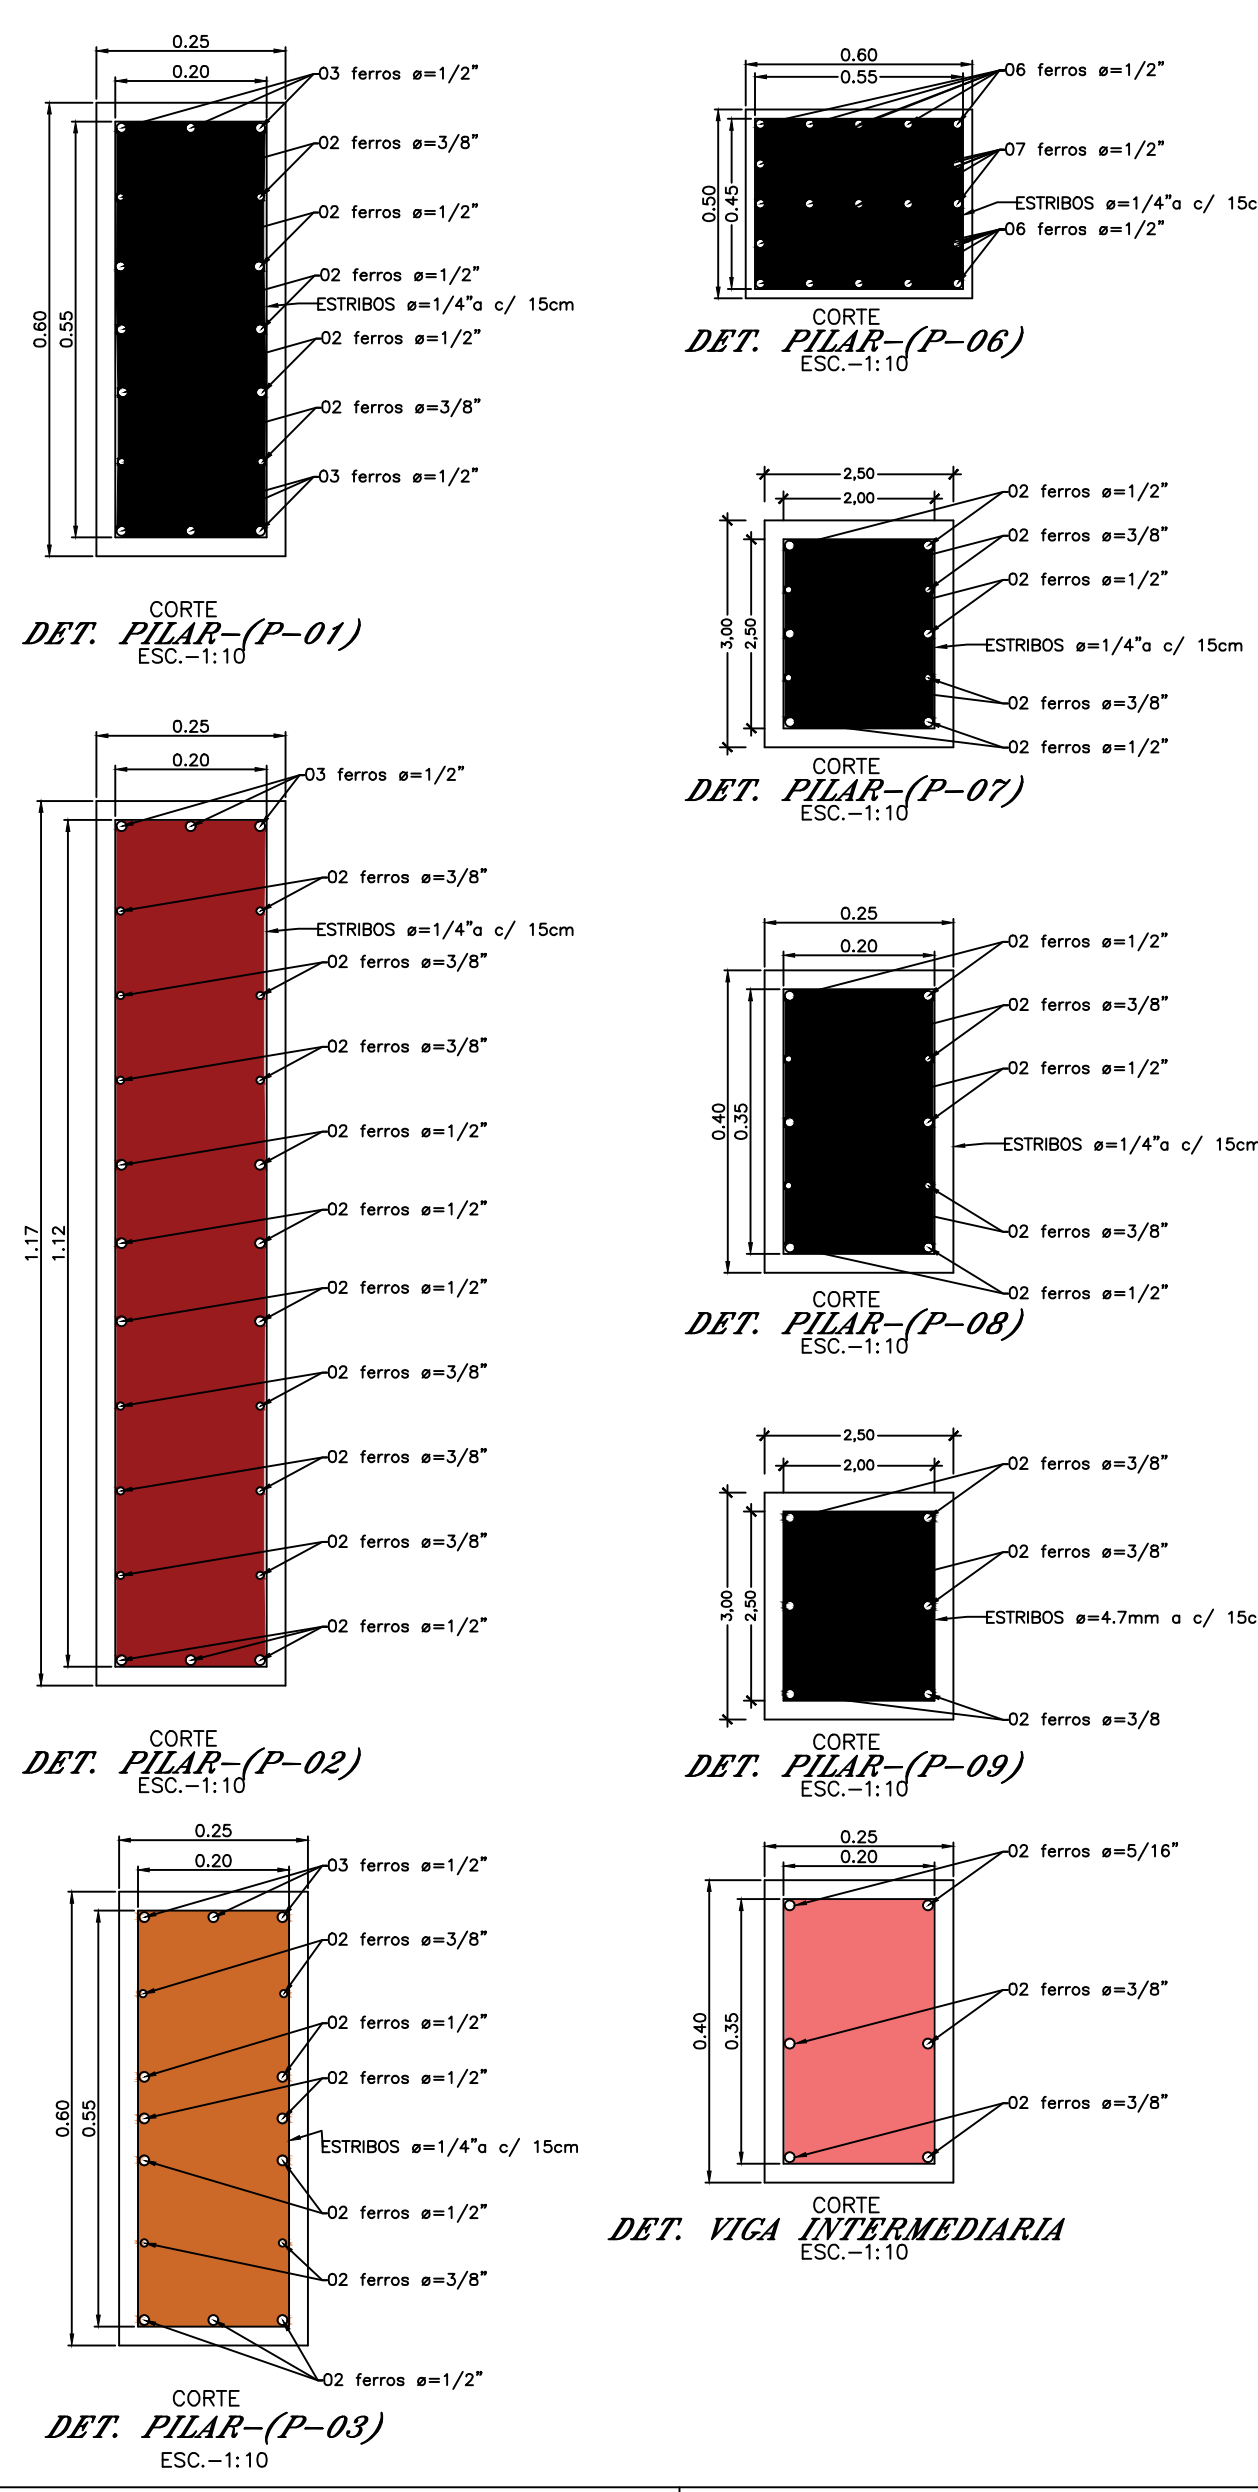 0.25
0.20
03 ferros ø=1/2"
02 ferros ø=3/8"
02 ferros ø=1/2"
02 ferros ø=1/2"
ESTRIBOS ø=1/4"a c/ 15cm
02 ferros ø=1/2"
02 ferros ø=3/8"
03 ferros ø=1/2"
0.60
0.55
CORTE
DET. PILAR-(P-01)
ESC.-1:10
0.25
0.20
03 ferros ø=1/2"
02 ferros ø=3/8"
ESTRIBOS ø=1/4"a c/ 15cm
02 ferros ø=3/8"
02 ferros ø=3/8"
02 ferros ø=1/2"
02 ferros ø=1/2"
02 ferros ø=1/2"
02 ferros ø=3/8"
02 ferros ø=3/8"
02 ferros ø=3/8"
02 ferros ø=1/2"
1.17
1.12
CORTE
DET. PILAR-(P-02)
ESC.-1:10
0.25
0.20
03 ferros ø=1/2"
02 ferros ø=3/8"
02 ferros ø=1/2"
02 ferros ø=1/2"
ESTRIBOS ø=1/4"a c/ 15cm
02 ferros ø=1/2"
02 ferros ø=3/8"
02 ferros ø=1/2"
0.60
0.55
CORTE
DET. PILAR-(P-03)
ESC.-1:10
0.60
0.55
06 ferros ø=1/2"
07 ferros ø=1/2"
ESTRIBOS ø=1/4"a c/ 15c
06 ferros ø=1/2"
0.50
0.45
CORTE
DET. PILAR-(P-06)
ESC.-1:10
2,50
2,00
02 ferros ø=1/2"
02 ferros ø=3/8"
02 ferros ø=1/2"
ESTRIBOS ø=1/4"a c/ 15cm
02 ferros ø=3/8"
02 ferros ø=1/2"
3,00
2,50
CORTE
DET. PILAR-(P-07)
ESC.-1:10
0.25
0.20
02 ferros ø=1/2"
02 ferros ø=3/8"
02 ferros ø=1/2"
ESTRIBOS ø=1/4"a c/ 15cm
02 ferros ø=3/8"
02 ferros ø=1/2"
0.40
0.35
CORTE
DET. PILAR-(P-08)
ESC.-1:10
2,50
2,00
02 ferros ø=3/8"
02 ferros ø=3/8"
ESTRIBOS ø=4.7mm a c/ 15c
02 ferros ø=3/8
3,00
2,50
CORTE
DET. PILAR-(P-09)
ESC.-1:10
0.25
0.20
02 ferros ø=5/16"
02 ferros ø=3/8"
02 ferros ø=3/8"
0.40
0.35
CORTE
DET. VIGA INTERMEDIARIA
ESC.-1:10